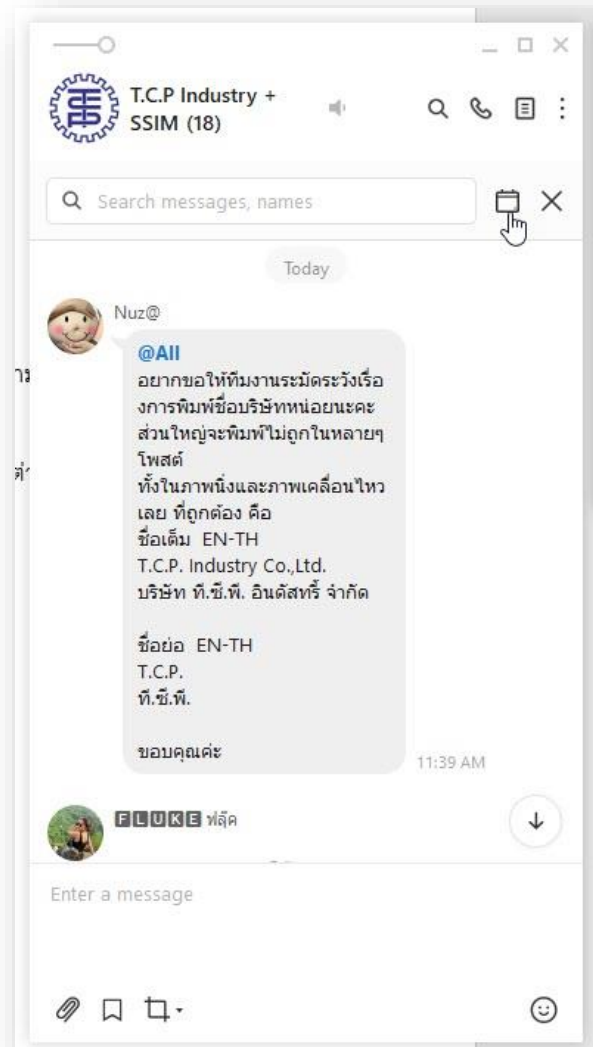 T.C.P Industry +
SSIM (18)
Search messages, names
Today
Nuz@
@All
อยากขอให้ทีมงานระมัดระวังเรื่อ
งการพิมพ์ชื่อบริษัทหน่อยนะคะ
ส่วนใหญ่จะพิมพ์ไม่ถูกในหลายๆ
โพสต์
ทั้งในภาพนิ่งและภาพเคลื่อนไหว
เลย ที่ถูกต้อง คือ
ชื่อเต็ม EN-TH
T.C.P. Industry Co.,Ltd.
บริษัท ที.ซี.พี. อินดัสทรี้ จำกัด
ชื่อย่อ EN-TH
T.C.P.
ที.ซี.พี.
ขอบคุณค่ะ
11:39 AM
FLUKE ฟลุ๊ค
Enter a message